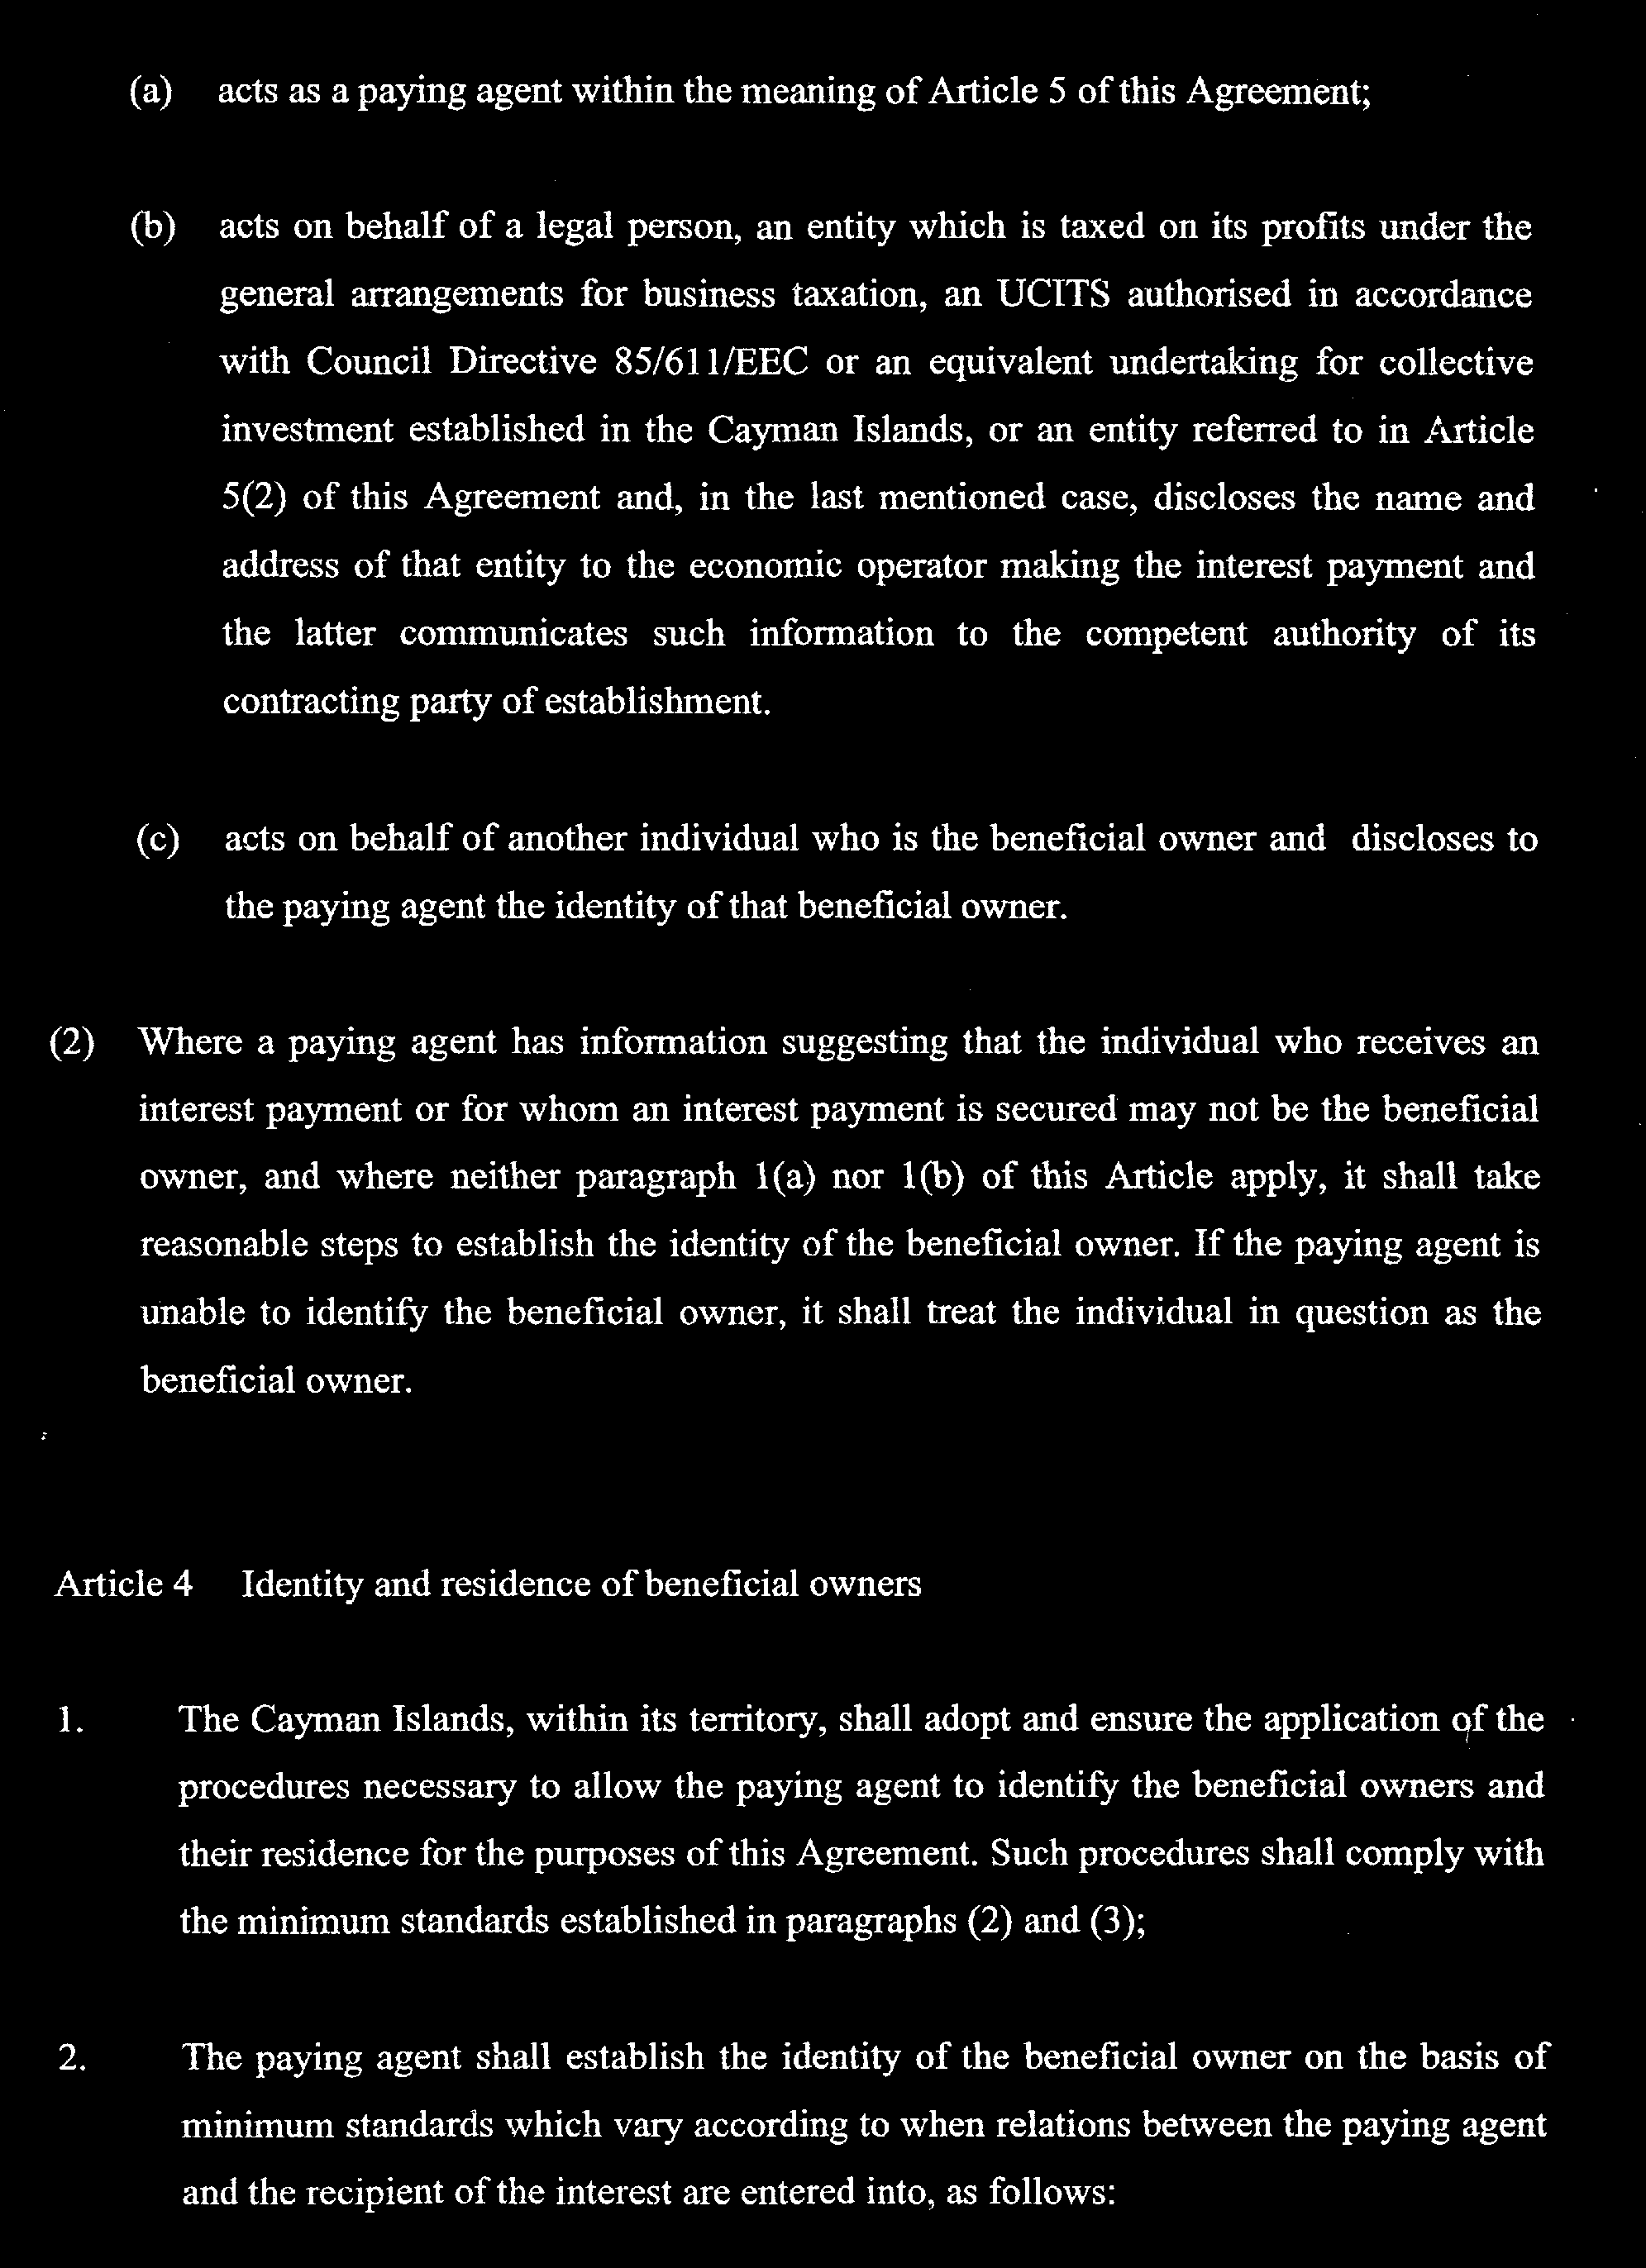 (a) acts as a paying agent within the meaning of Article 5 of this Agreement;
(b) acts on behalf of a legal person, an entity which is taxed on its profits under the
general arrangements for business taxation, an UCITS authorised in accordance
with Council Directive 85/611/EEC or an equivalent undertaking for collective
investment established in the Cayman Islands, or an entity referred to in Article
5(2) of this Agreement and, in the last mentioned case, discloses the name and
address of that entity to the economic operator making the interest payment and
the latter communicates such information to the competent authority of its
contracting party of establishment.
(c) acts on behalf of another individual who is the beneficial owner and discloses to
the paying agent the identity of that beneficial owner.
(2) Where a paying agent has information suggesting that the individual who receives an
interest payment or for whom an interest payment is secured may not be the beneficial
owner, and where neither paragraph 1(a) nor 1(b) of this Article apply, it shall take
reasonable steps to establish the identity of the beneficial owner. If the paying agent is
unable to identify the beneficial owner, it shall treat the individual in question as the
beneficial owner.
Article 4 Identity and residence of beneficial owners
1. The Cayman Islands, within its territory, shall adopt and ensure the application of the
procedures necessary to allow the paying agent to identify the beneficial owners and
their residence for the purposes of this Agreement. Such procedures shall comply with
the minimum standards established in paragraphs (2) and (3);
2. The paying agent shall establish the identity of the beneficial owner on the basis of
minimum standards which vary according to when relations between the paying agent
and the recipient of the interest are entered into, as follows: